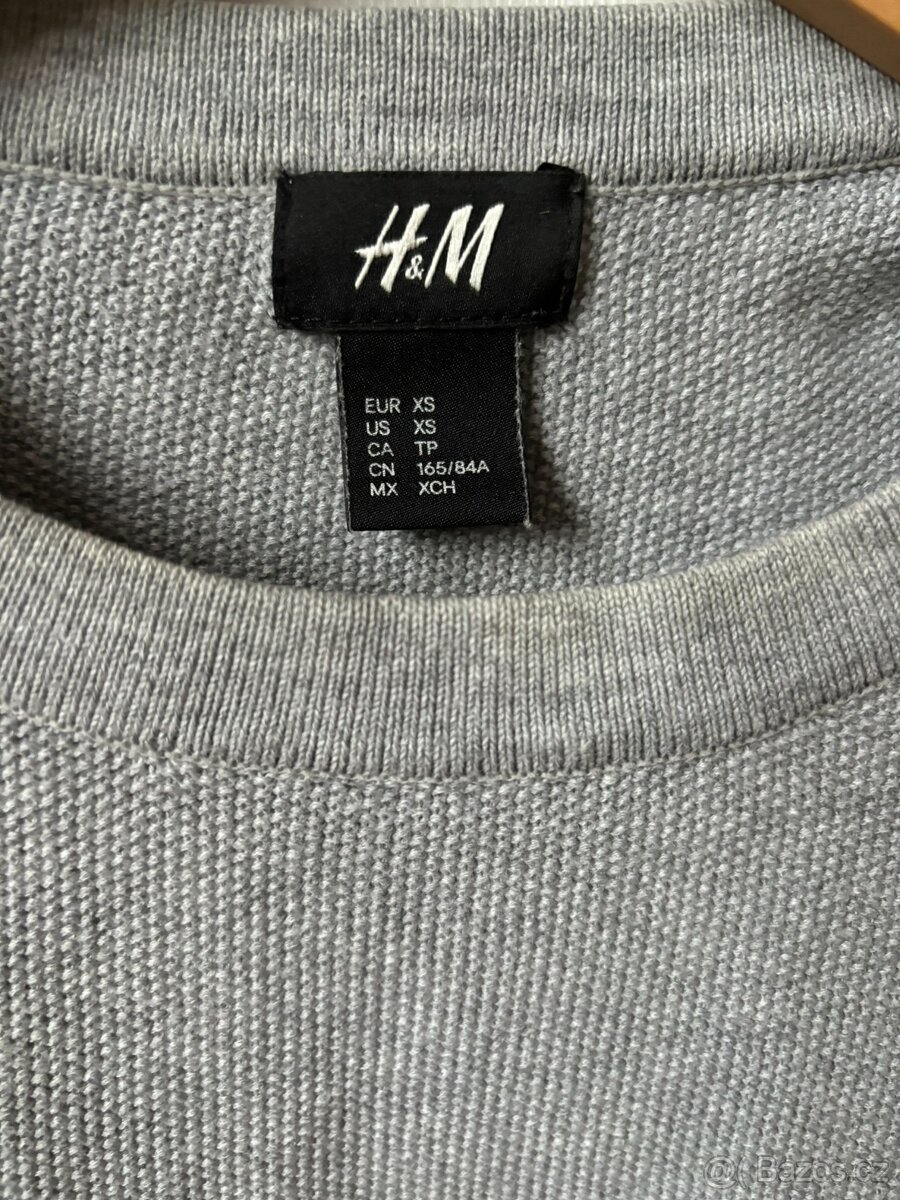 H&M
EUR XS
US XS
CA TP
CN 165/84A
MX XCH
@ Bazos.cz